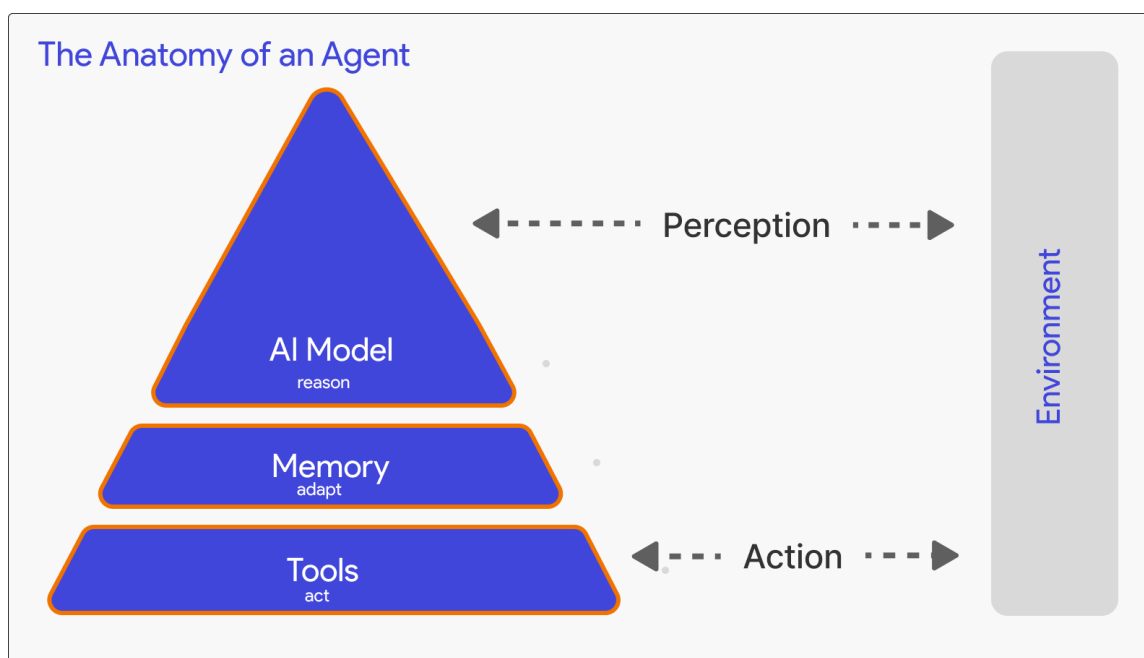 The Anatomy of an Agent
Perception
AI Model
reason
Environment
Memory
adapt
Tools
act
Action